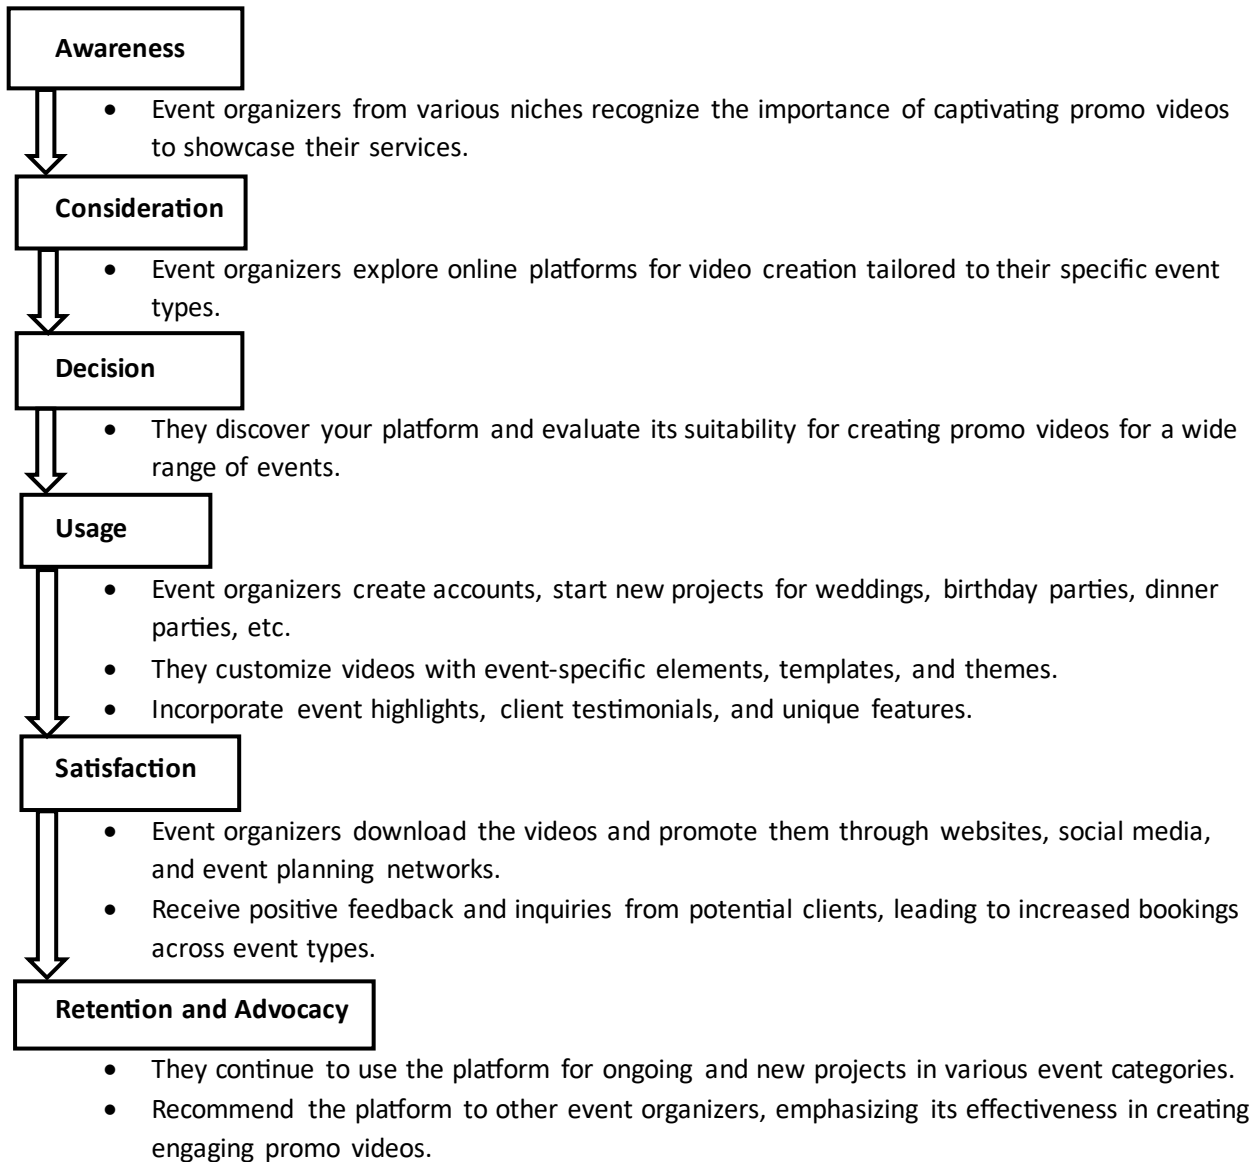 Awareness
• Event organizers from various niches recognize the importance of captivating promo videos
to showcase their services.
Consideration
• Event organizers explore online platforms for video creation tailored to their specific event
types.
Decision
• They discover your platform and evaluate its suitability for creating promo videos for a wide
range of events.
Usage
• Event organizers create accounts, start new projects for weddings, birthday parties, dinner
parties, etc.
• They customize videos with event-specific elements, templates, and themes.
• Incorporate event highlights, client testimonials, and unique features.
Satisfaction
• Event organizers download the videos and promote them through websites, social media,
and event planning networks.
• Receive positive feedback and inquiries from potential clients, leading to increased bookings
across event types.
Retention and Advocacy
• They continue to use the platform for ongoing and new projects in various event categories.
• Recommend the platform to other event organizers, emphasizing its effectiveness in creating
engaging promo videos.